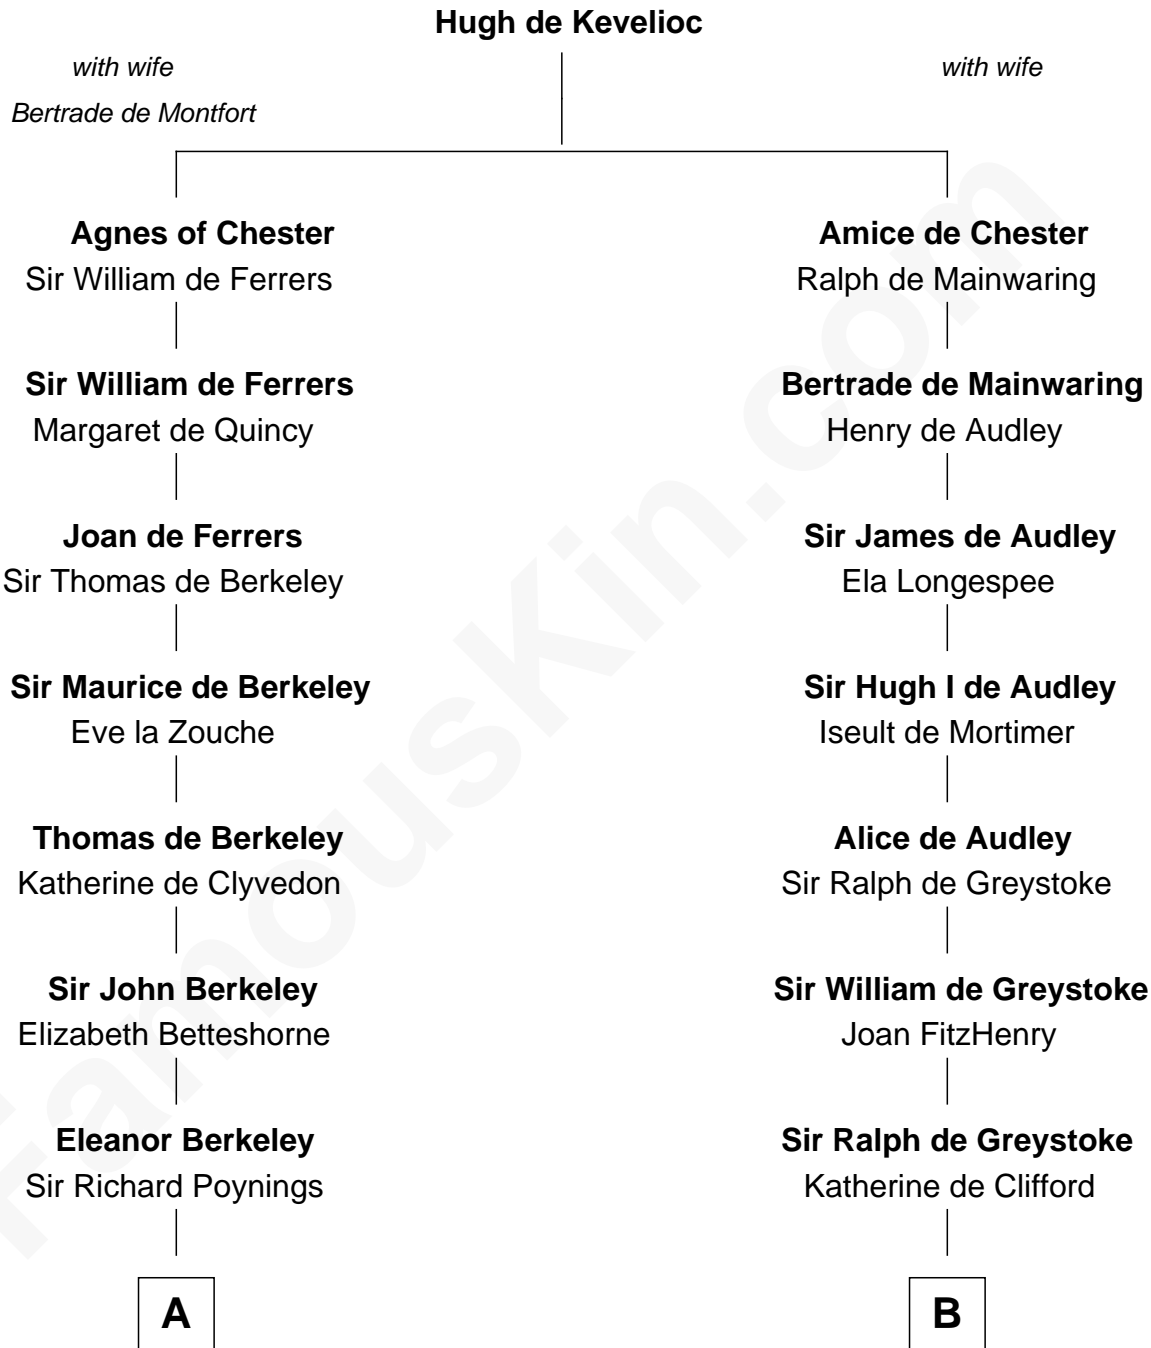 Hugh de Kevelioc
with wife
Bertrade de Montfort
with wife
Agnes of Chester
Sir William de Ferrers
Amice de Chester
Ralph de Mainwaring
Sir William de Ferrers
Margaret de Quincy
Bertrade de Mainwaring
Henry de Audley
Joan de Ferrers
Sir Thomas de Berkeley
Sir James de Audley
Ela Longespee
Sir Maurice de Berkeley
Eve la Zouche
Sir Hugh I de Audley
Iseult de Mortimer
Thomas de Berkeley
Katherine de Clyvedon
Alice de Audley
Sir Ralph de Greystoke
Sir John Berkeley
Elizabeth Betteshorne
Sir William de Greystoke
Joan FitzHenry
Eleanor Berkeley
Sir Richard Poynings
Sir Ralph de Greystoke
Katherine de Clifford
A
B
FamousKin.com